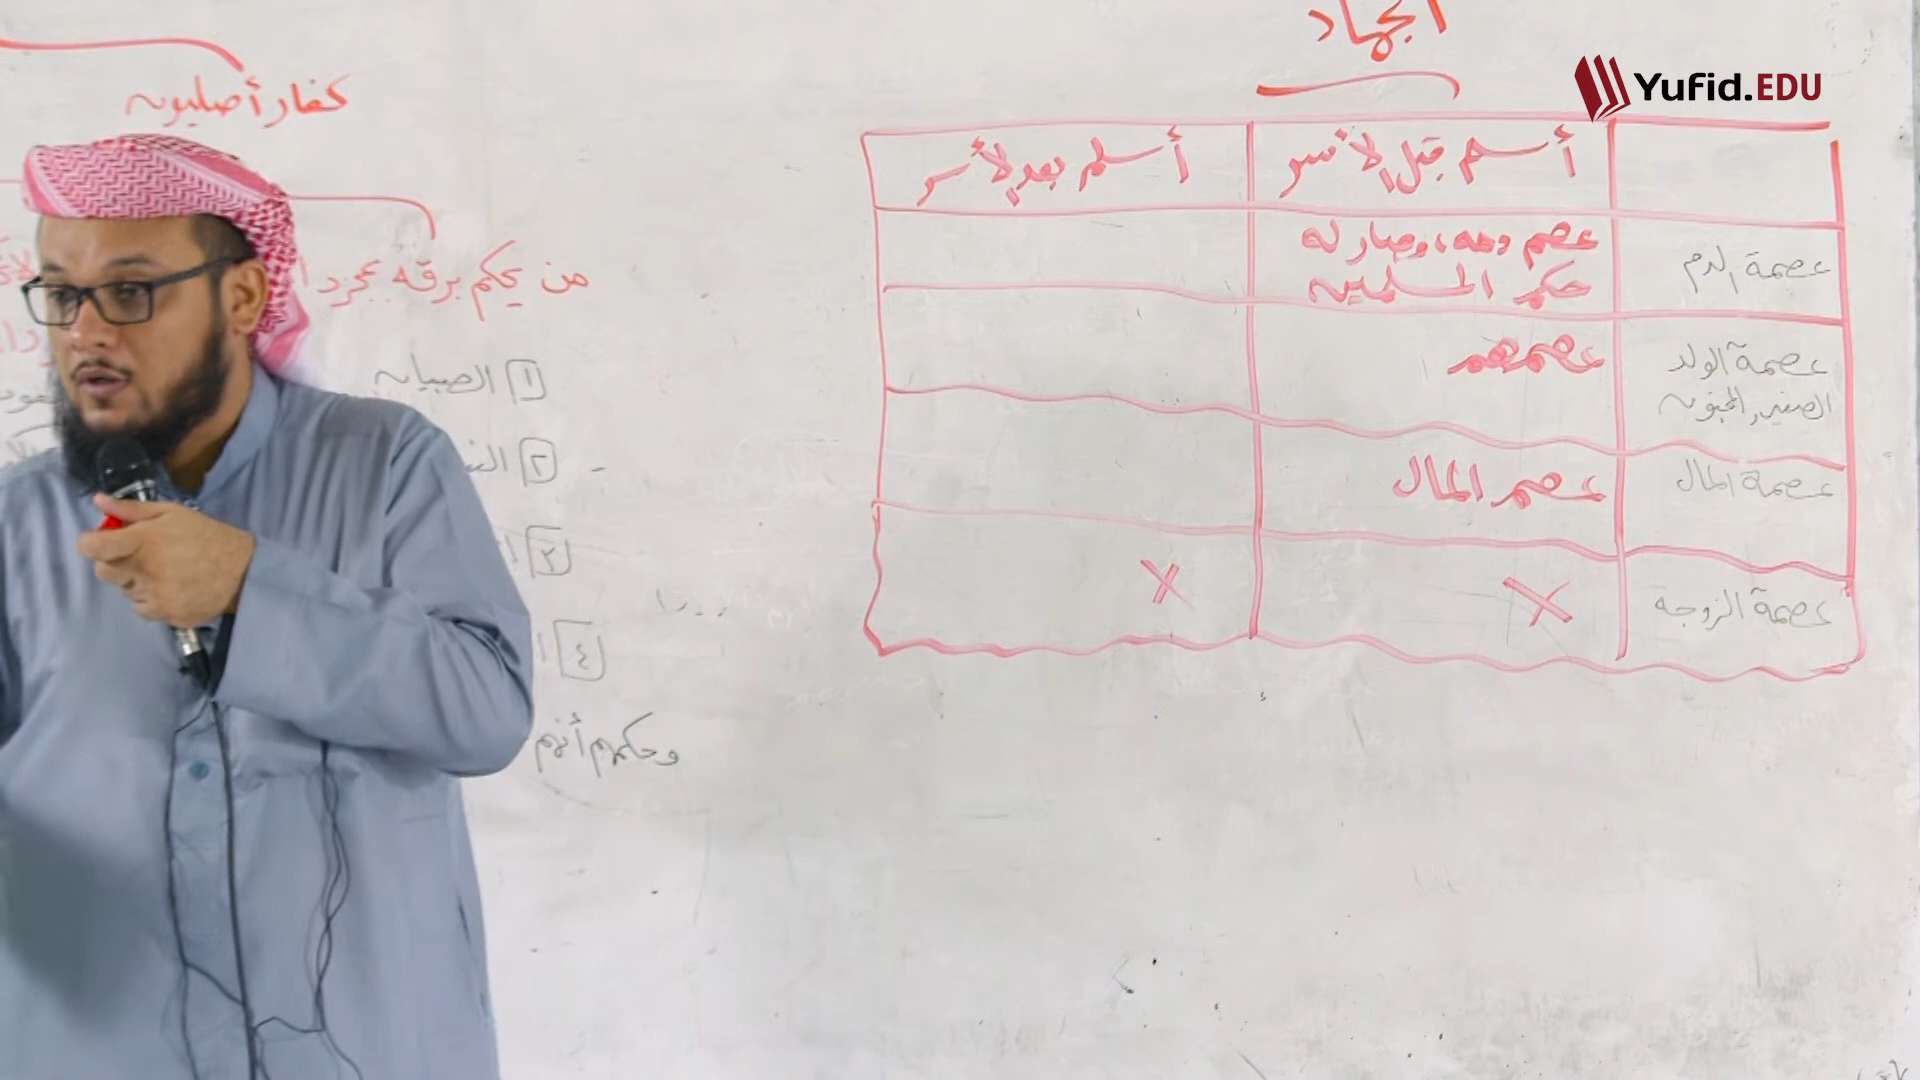 الجهاد
Yufid.EDU
أسلم قبل الأسر
أسلم بعد الأسر
عصمة الدم
عصم دمه، وصار له
حكم المسلمين
عصمة الولد
الصغير والمجنون
عصمهم
عصمة المال
عصم المال
عصمة الزوجة
X
X
كفار أصليون
من يحكم برقه بمجرد
١ الصبيان
٢
٣
٤
وحكمهم أنهم